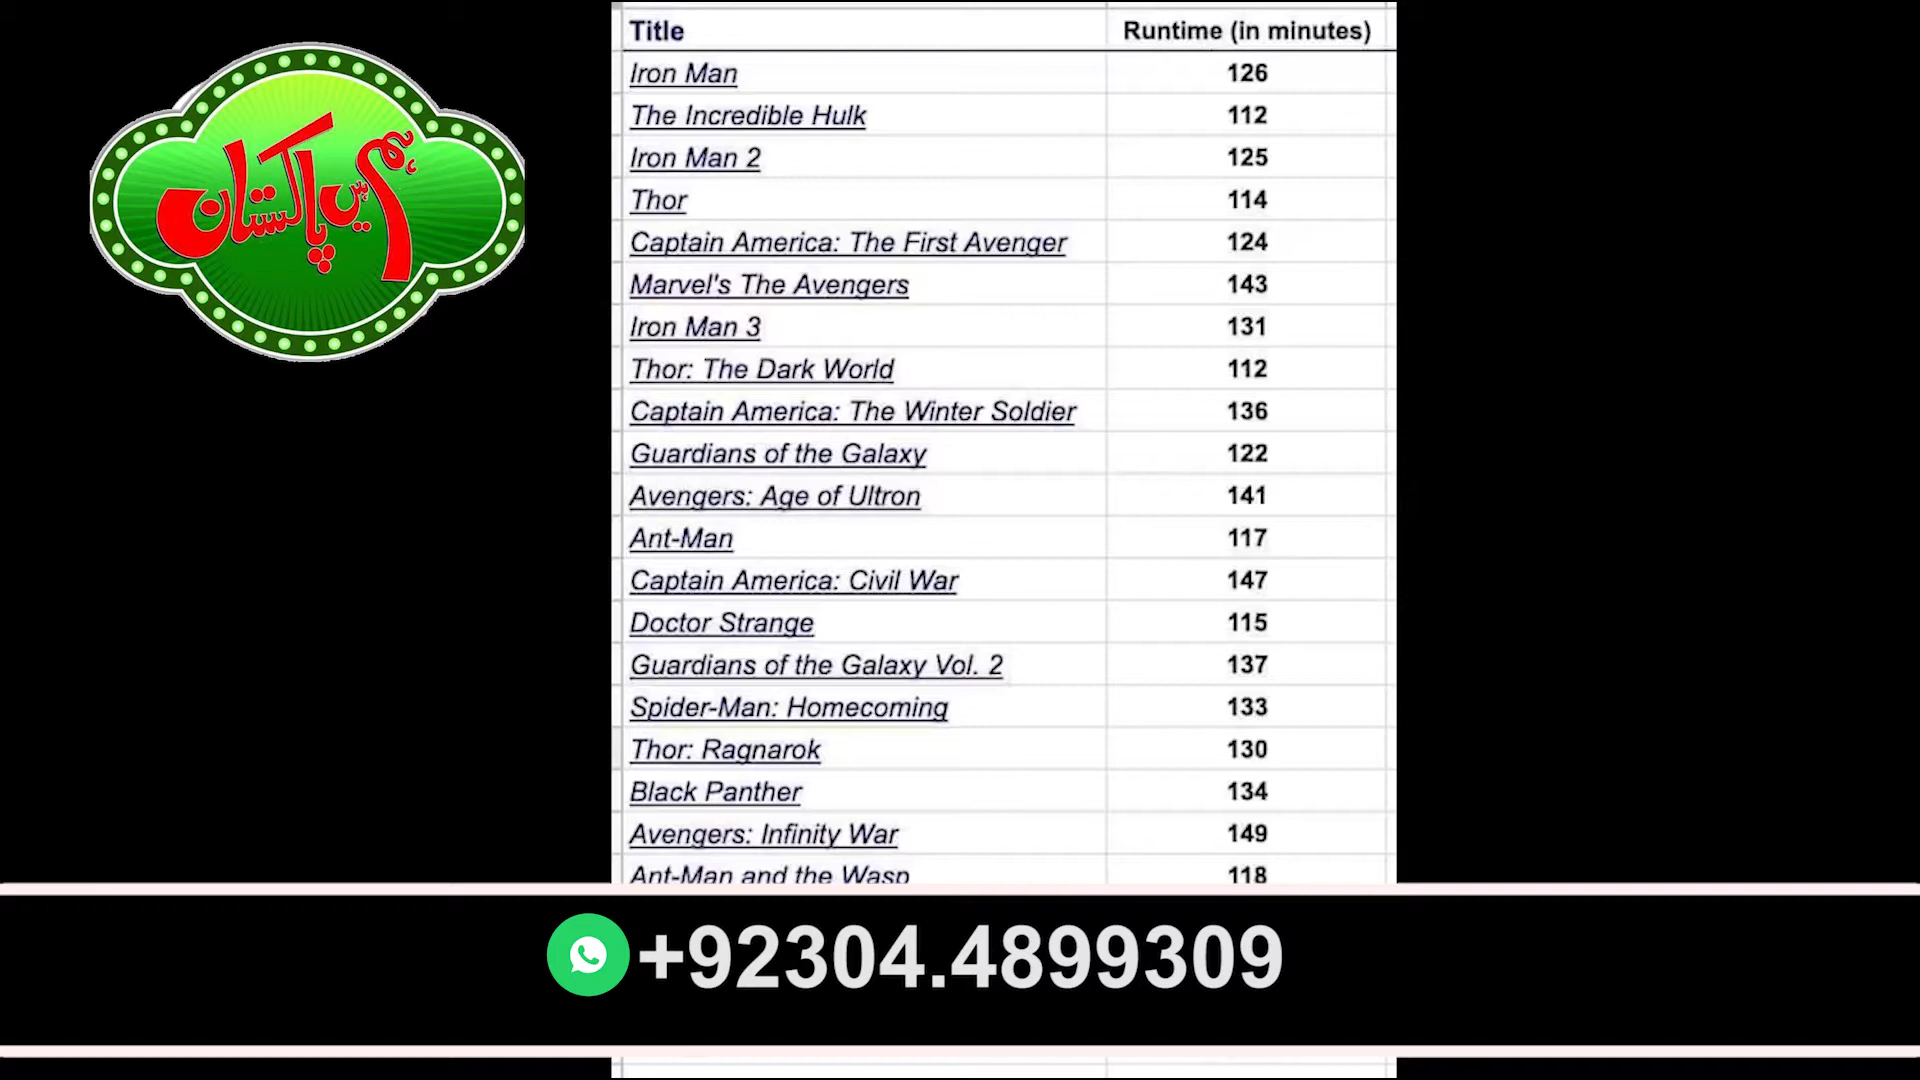 ہم ہیں پاکستان
Title Runtime (in minutes)
Iron Man 126
The Incredible Hulk 112
Iron Man 2 125
Thor 114
Captain America: The First Avenger 124
Marvel's The Avengers 143
Iron Man 3 131
Thor: The Dark World 112
Captain America: The Winter Soldier 136
Guardians of the Galaxy 122
Avengers: Age of Ultron 141
Ant-Man 117
Captain America: Civil War 147
Doctor Strange 115
Guardians of the Galaxy Vol. 2 137
Spider-Man: Homecoming 133
Thor: Ragnarok 130
Black Panther 134
Avengers: Infinity War 149
Ant-Man and the Wasp 118
+92304.4899309